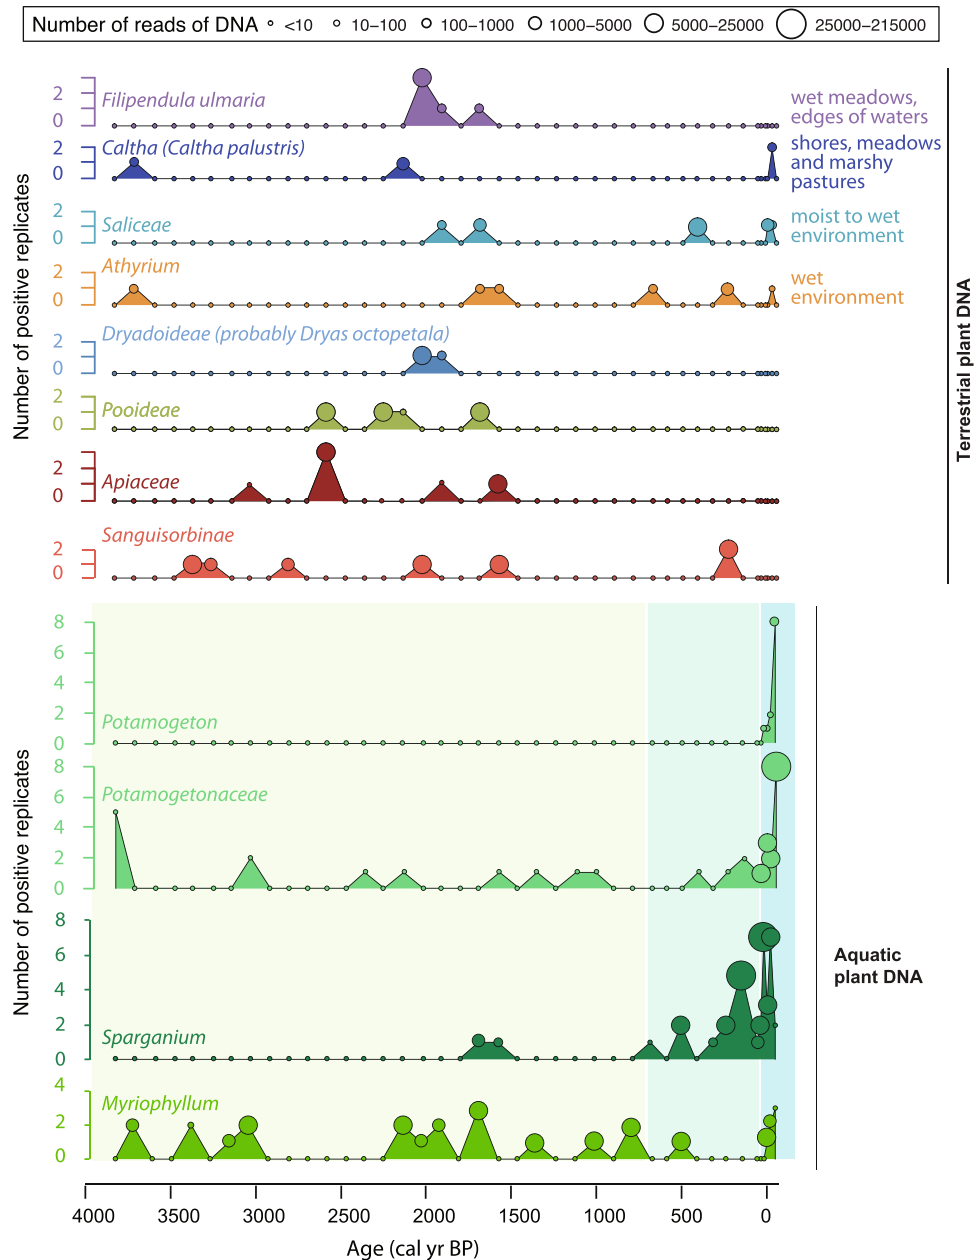 Number of reads of DNA <10 10–100 100–1000 1000–5000 5000–25000 25000–215000
Number of positive replicates
2
0
Filipendula ulmaria
wet meadows,
edges of waters
2
0
Caltha (Caltha palustris)
shores, meadows
and marshy
pastures
2
0
Saliceae
moist to wet
environment
2
0
Athyrium
wet
environment
2
0
Dryadoideae (probably Dryas octopetala)
2
0
Pooideae
2
0
Apiaceae
2
0
Sanguisorbinae
Terrestrial plant DNA
Number of positive replicates
8
6
4
2
0
Potamogeton
8
6
4
2
0
Potamogetonaceae
8
6
4
2
0
Sparganium
4
2
0
Myriophyllum
Aquatic
plant DNA
4000 3500 3000 2500 2000 1500 1000 500 0
Age (cal yr BP)